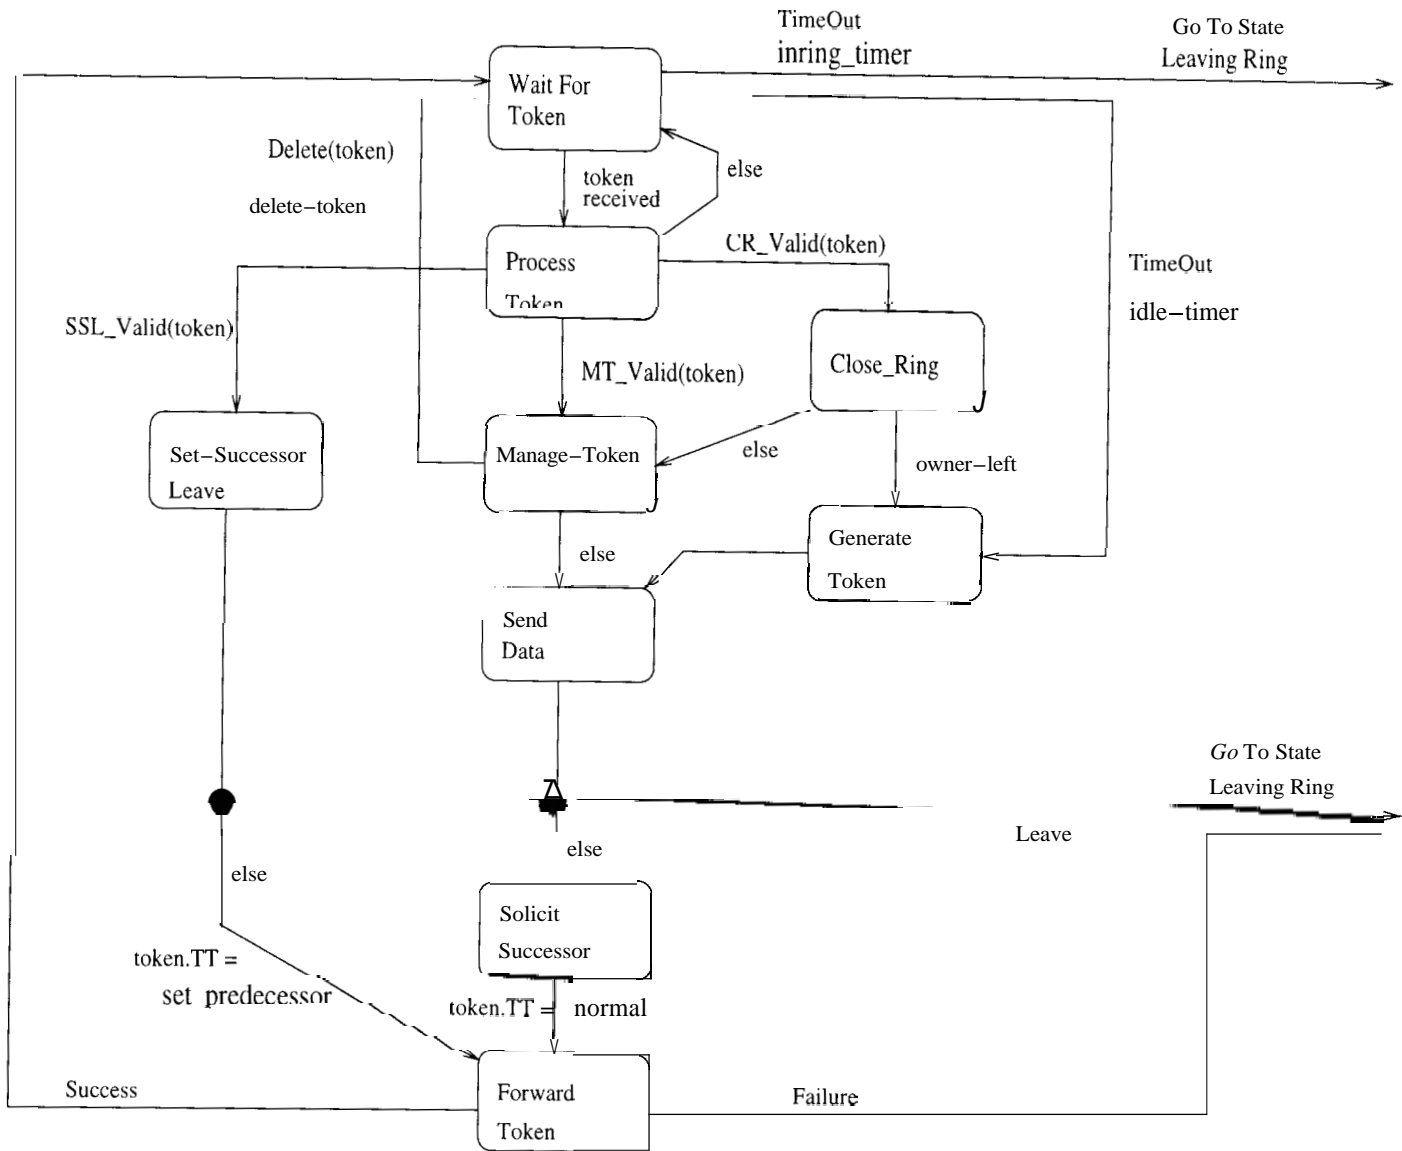 TimeOut
inring_timer
Go To State
Leaving Ring
Wait For
Token
Delete(token)
delete-token
token
received
else
CR_Valid(token)
Process
Token
TimeOut
idle-timer
SSL_Valid(token)
MT_Valid(token)
Close_Ring
Set-Successor
Leave
Manage-Token
else
owner-left
else
Generate
Token
Send
Data
Go To State
Leaving Ring
Leave
else
else
Solicit
Successor
token.TT =
set predecessor
token.TT = normal
Success
Forward
Token
Failure